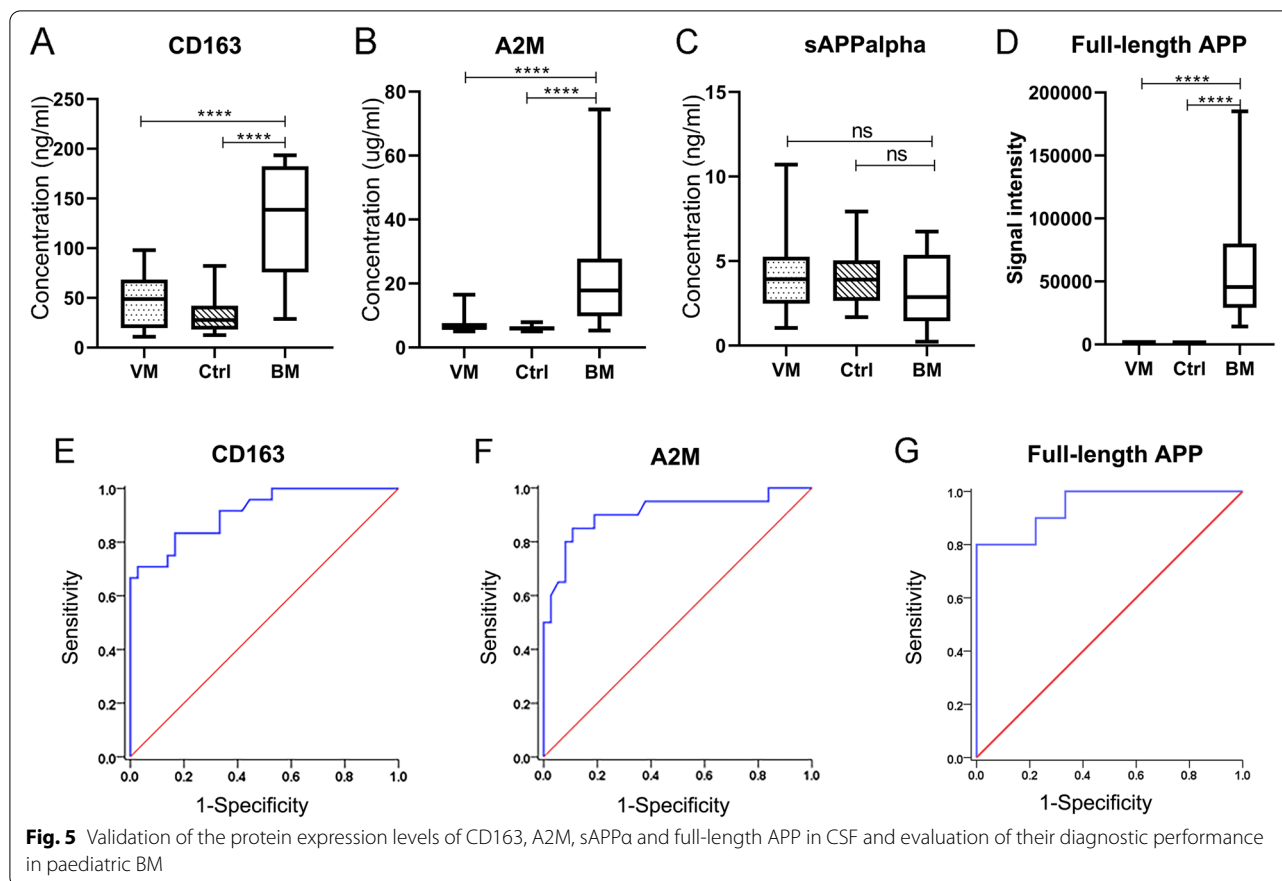 A
CD163
Concentration (ng/ml)
250
200
150
100
50
0
****
****
VM Ctrl BM
B
A2M
Concentration (ug/ml)
80
60
40
20
0
****
****
VM Ctrl BM
C
sAPPalpha
Concentration (ng/ml)
15
10
5
0
ns
ns
VM Ctrl BM
D
Full-length APP
Signal intensity
200000
150000
100000
50000
0
****
****
VM Ctrl BM
E
CD163
Sensitivity
1.0
0.8
0.6
0.4
0.2
0.0
0.0 0.2 0.4 0.6 0.8 1.0
1-Specificity
F
A2M
Sensitivity
1.0
0.8
0.6
0.4
0.2
0.0
0.0 0.2 0.4 0.6 0.8 1.0
1-Specificity
G
Full-length APP
Sensitivity
1.0
0.8
0.6
0.4
0.2
0.0
0.0 0.2 0.4 0.6 0.8 1.0
1-Specificity
Fig. 5 Validation of the protein expression levels of CD163, A2M, sAPPα and full-length APP in CSF and evaluation of their diagnostic performance
in paediatric BM